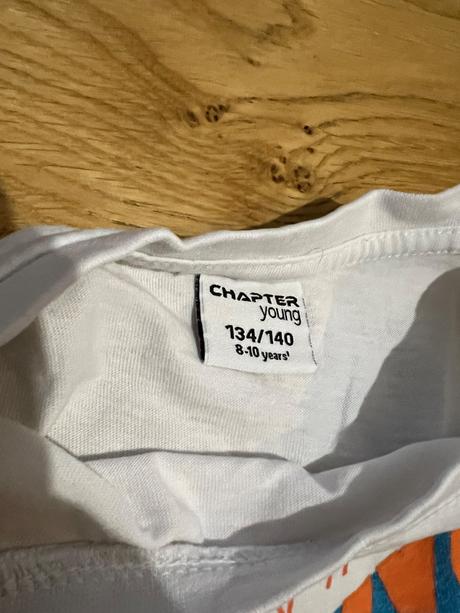 CHAPTER
young
134/140
8-10 years'